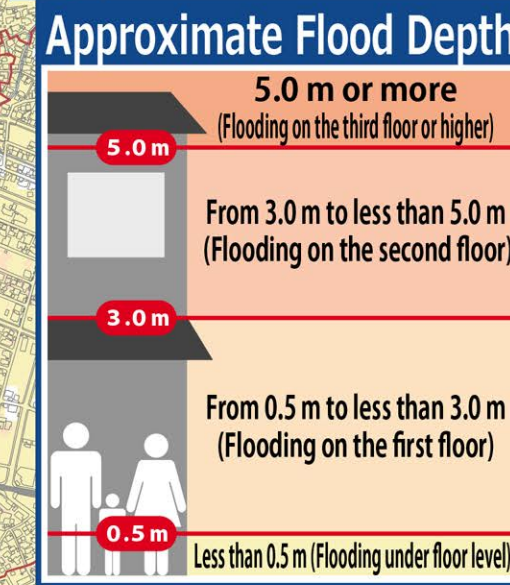 Approximate Flood Depth
5.0 m or more
(Flooding on the third floor or higher)
5.0 m
From 3.0 m to less than 5.0 m
(Flooding on the second floor)
3.0 m
From 0.5 m to less than 3.0 m
(Flooding on the first floor)
0.5 m
Less than 0.5 m (Flooding under floor level)